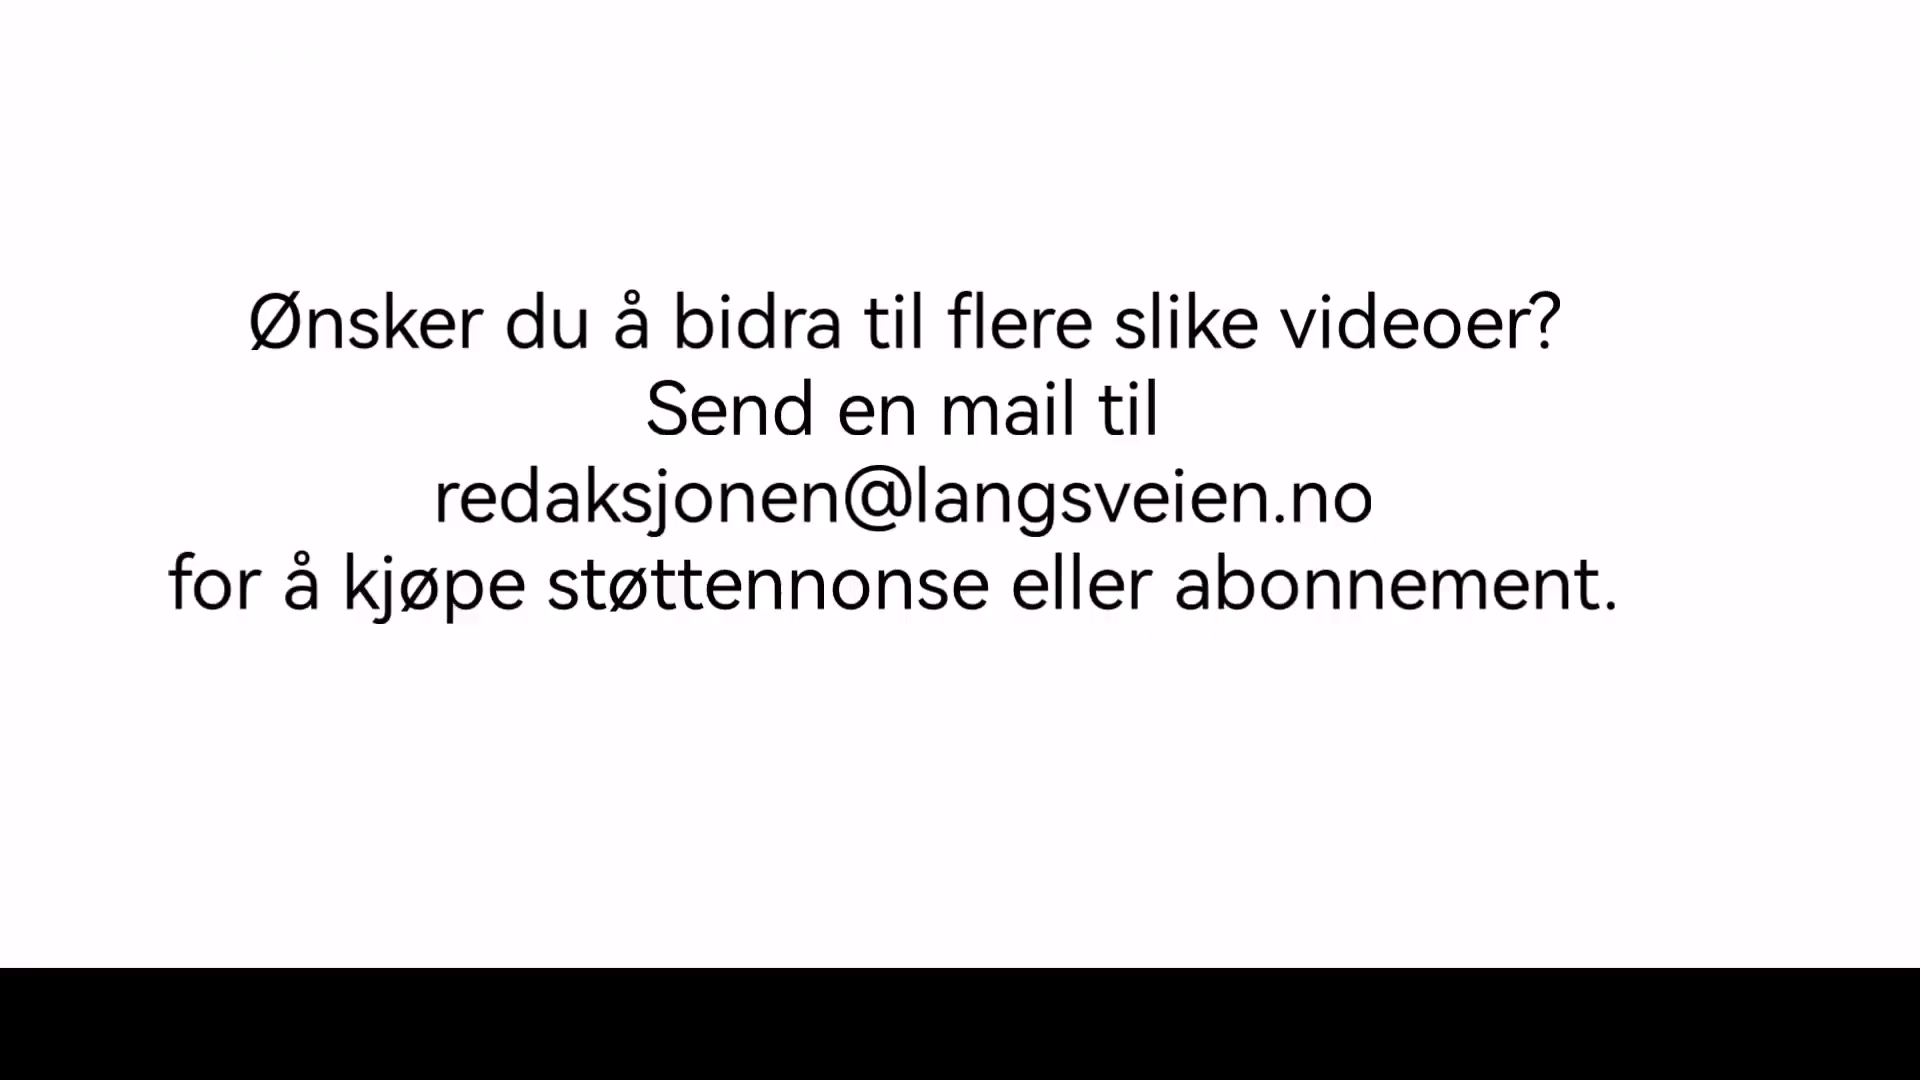 Ønsker du å bidra til flere slike videoer?
Send en mail til
redaksjonen@langsveien.no
for å kjøpe støttennonse eller abonnement.